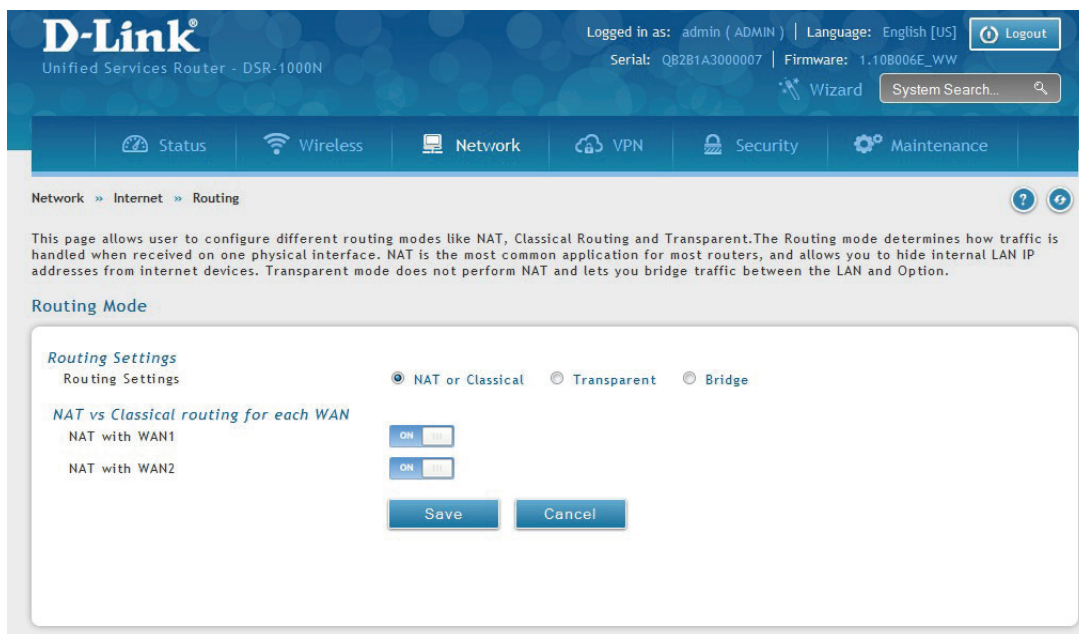 D-Link®
Unified Services Router - DSR-1000N
Logged in as: admin ( ADMIN ) | Language: English [US]
Logout
Serial: QB2B1A3000007 | Firmware: 1.10B006E_WW
Wizard
System Search...
Status
Wireless
Network
VPN
Security
Maintenance
Network » Internet » Routing
?
This page allows user to configure different routing modes like NAT, Classical Routing and Transparent.The Routing mode determines how traffic is
handled when received on one physical interface. NAT is the most common application for most routers, and allows you to hide internal LAN IP
addresses from internet devices. Transparent mode does not perform NAT and lets you bridge traffic between the LAN and Option.
Routing Mode
Routing Settings
Routing Settings
NAT or Classical
Transparent
Bridge
NAT vs Classical routing for each WAN
NAT with WAN1
ON
NAT with WAN2
ON
Save
Cancel